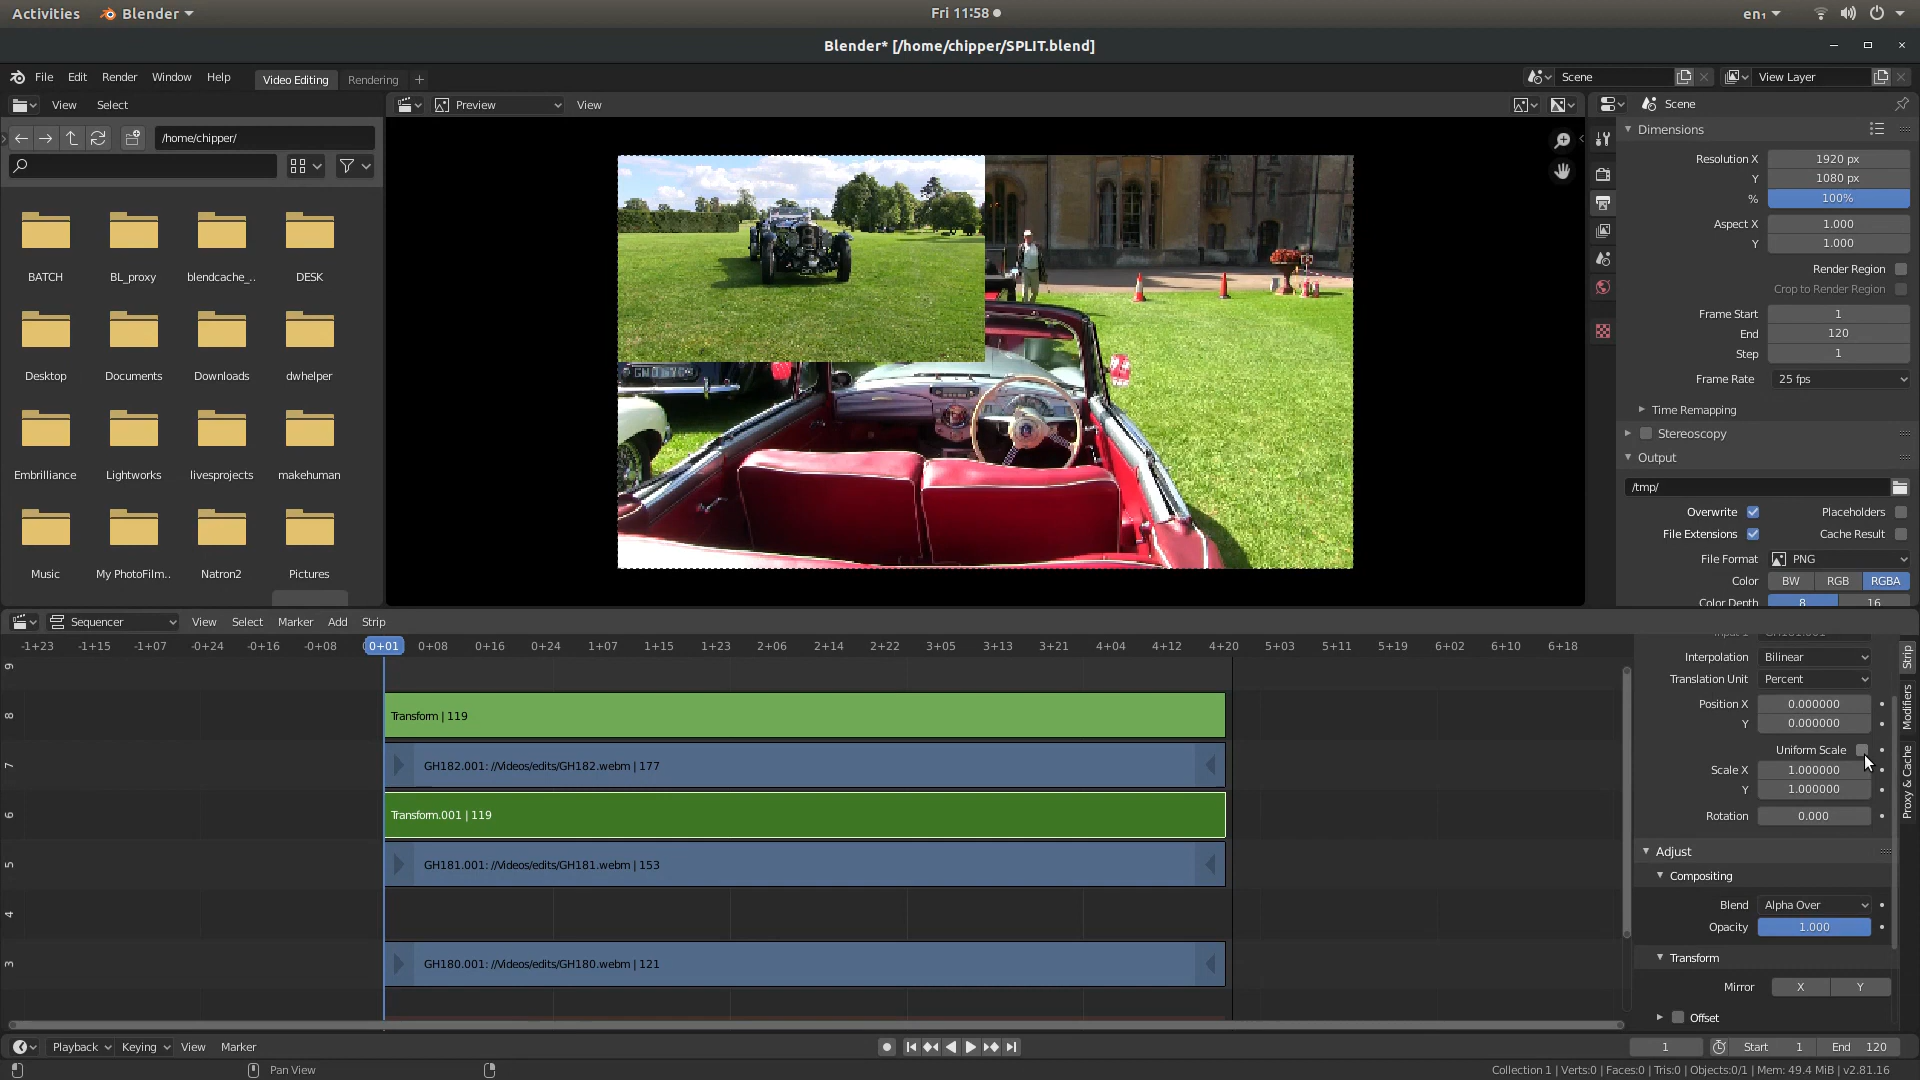 Activities Blender Fri 11:58 en₁
Blender* [/home/chipper/SPLIT.blend]
File Edit Render Window Help Video Editing Rendering + Scene View Layer
View Select Preview View Scene
/home/chipper/
BATCH BL_proxy blendcache_.. DESK
Desktop Documents Downloads dwhelper
Embrilliance Lightworks livesprojects makehuman
Music My PhotoFilm.. Natron2 Pictures
Dimensions
Resolution X 1920 px
Y 1080 px
% 100%
Aspect X 1.000
Y 1.000
Render Region
Crop to Render Region
Frame Start 1
End 120
Step 1
Frame Rate 25 fps
Time Remapping
Stereoscopy
Output
/tmp/
Overwrite Placeholders
File Extensions Cache Result
File Format PNG
Color BW RGB RGBA
Color Depth 8 16
Sequencer View Select Marker Add Strip
-1+23 -1+15 -1+07 -0+24 -0+16 -0+08 0+01 0+08 0+16 0+24 1+07 1+15 1+23 2+06 2+14 2+22 3+05 3+13 3+21 4+04 4+12 4+20 5+03 5+11 5+19 6+02 6+10 6+18
9
8 Transform | 119
7 GH182.001: //Videos/edits/GH182.webm | 177
6 Transform.001 | 119
5 GH181.001: //Videos/edits/GH181.webm | 153
4
3 GH180.001: //Videos/edits/GH180.webm | 121
Interpolation Bilinear
Translation Unit Percent
Position X 0.000000
Y 0.000000
Uniform Scale
Scale X 1.000000
Y 1.000000
Rotation 0.000
Adjust
Compositing
Blend Alpha Over
Opacity 1.000
Transform
Mirror X Y
Offset
Strip
Modifiers
Proxy & Cache
Playback Keying View Marker 1 Start 1 End 120
Pan View Collection 1 | Verts:0 | Faces:0 | Tris:0 | Objects:0/1 | Mem: 49.4 MiB | v2.81.16